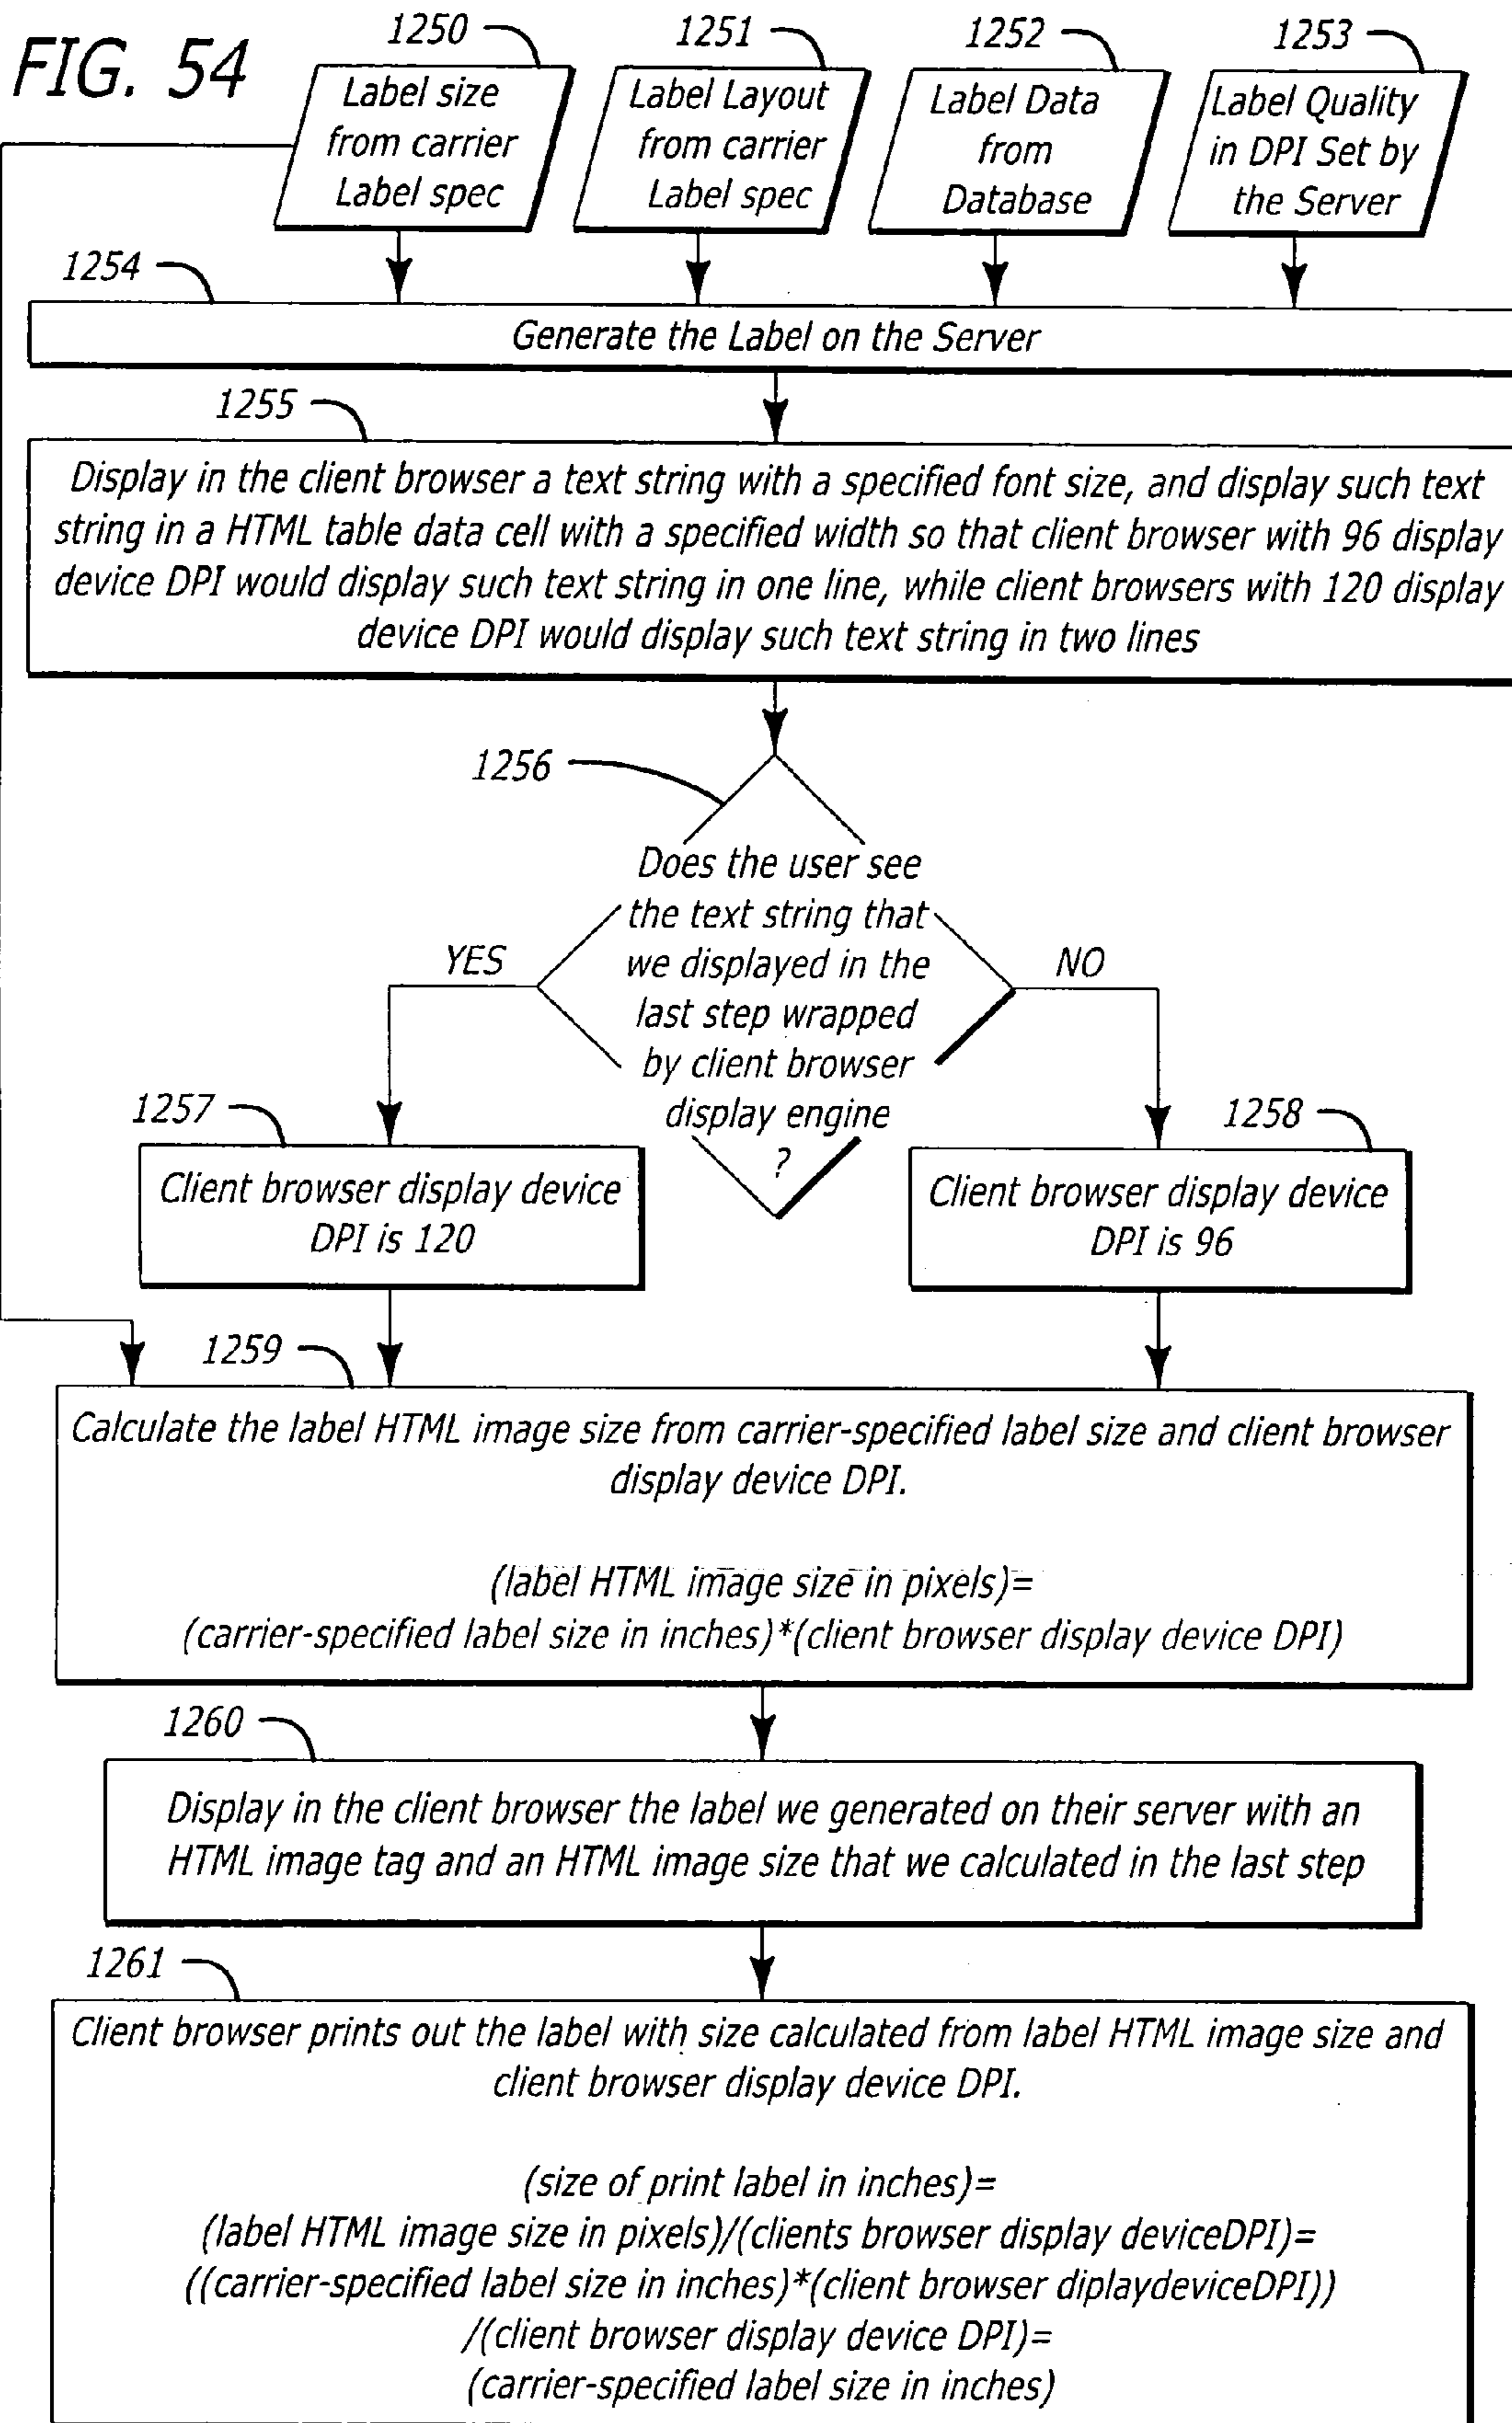 FIG. 54
1250
1251
1252
1253
Label size
from carrier
Label spec
Label Layout
from carrier
Label spec
Label Data
from
Database
Label Quality
in DPI Set by
the Server
1254
Generate the Label on the Server
1255
Display in the client browser a text string with a specified font size, and display such text
string in a HTML table data cell with a specified width so that client browser with 96 display
device DPI would display such text string in one line, while client browsers with 120 display
device DPI would display such text string in two lines
1256
Does the user see
the text string that
we displayed in the
last step wrapped
by client browser
display engine
?
YES
NO
1257
Client browser display device
DPI is 120
1258
Client browser display device
DPI is 96
1259
Calculate the label HTML image size from carrier-specified label size and client browser
display device DPI.
(label HTML image size in pixels)=
(carrier-specified label size in inches)*(client browser display device DPI)
1260
Display in the client browser the label we generated on their server with an
HTML image tag and an HTML image size that we calculated in the last step
1261
Client browser prints out the label with size calculated from label HTML image size and
client browser display device DPI.
(size of print label in inches)=
(label HTML image size in pixels)/(clients browser display deviceDPI)=
((carrier-specified label size in inches)*(client browser diplaydeviceDPI))
/(client browser display device DPI)=
(carrier-specified label size in inches)